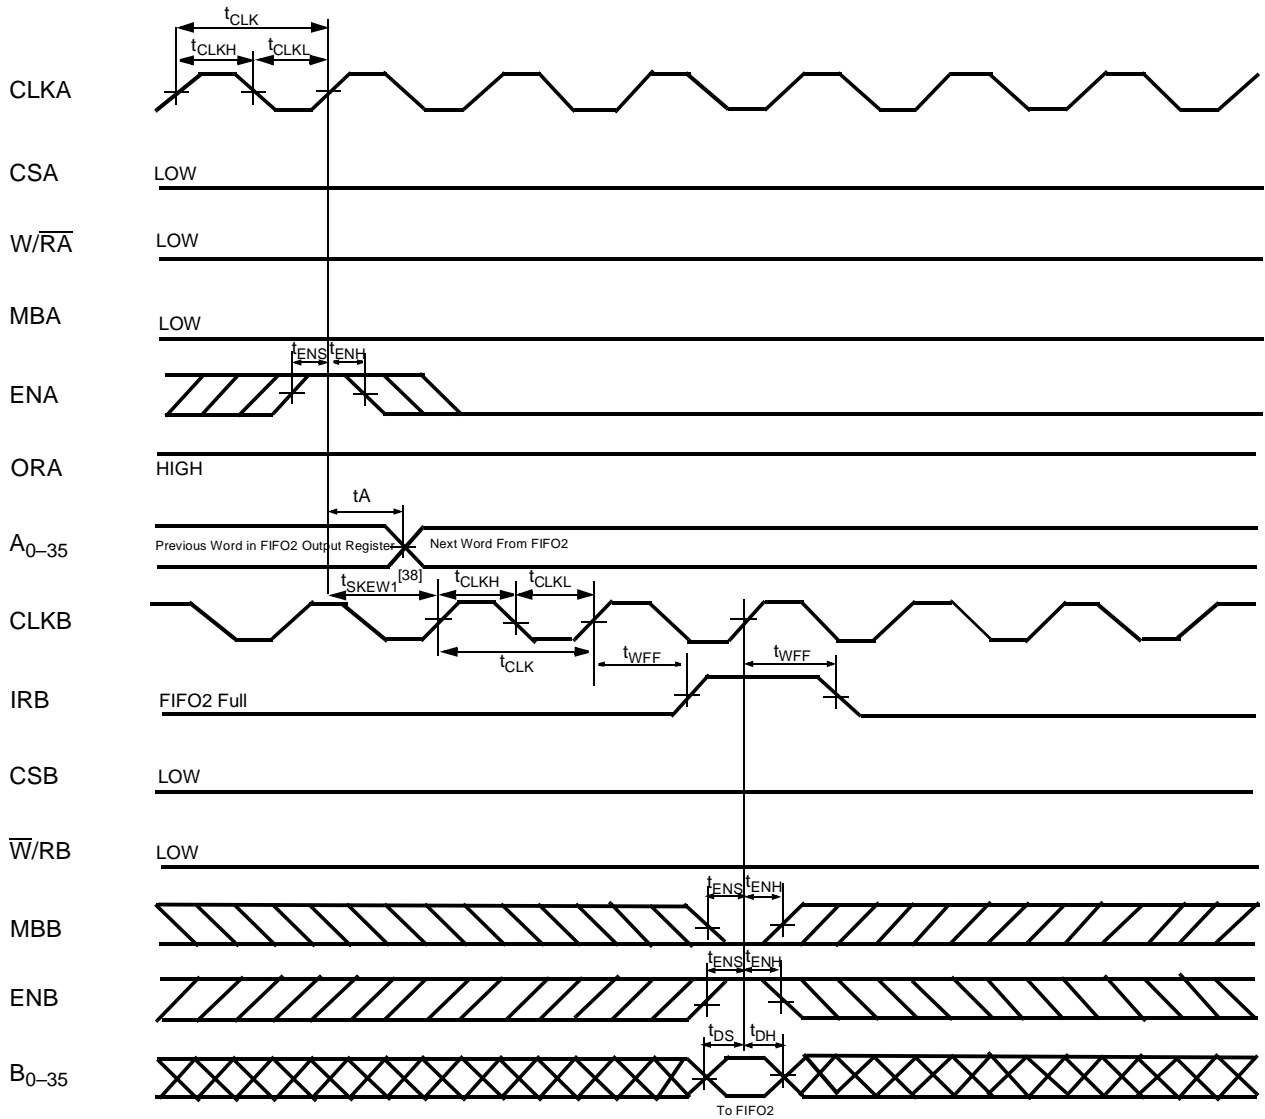 tCLK
tCLKH tCLKL
CLKA
CSA LOW
W/RA LOW
MBA LOW
tENS tENH
ENA
ORA HIGH
tA
A0–35 Previous Word in FIFO2 Output Register Next Word From FIFO2
tSKEW1[38] tCLKH tCLKL
CLKB
tCLK tWFF tWFF
IRB FIFO2 Full
CSB LOW
W/RB LOW
tENS tENH
MBB
tENS tENH
ENB
tDS tDH
B0–35
To FIFO2